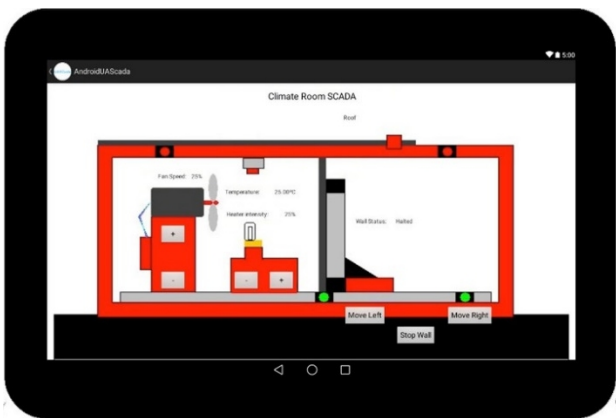 5:00
AndroidUAScada
Climate Room SCADA
Roof
Fan Speed: 25%
Temperature: 25.00ºC
Heater intensity: 25%
Wall Status: Halted
+
-
- +
Move Left Move Right
Stop Wall